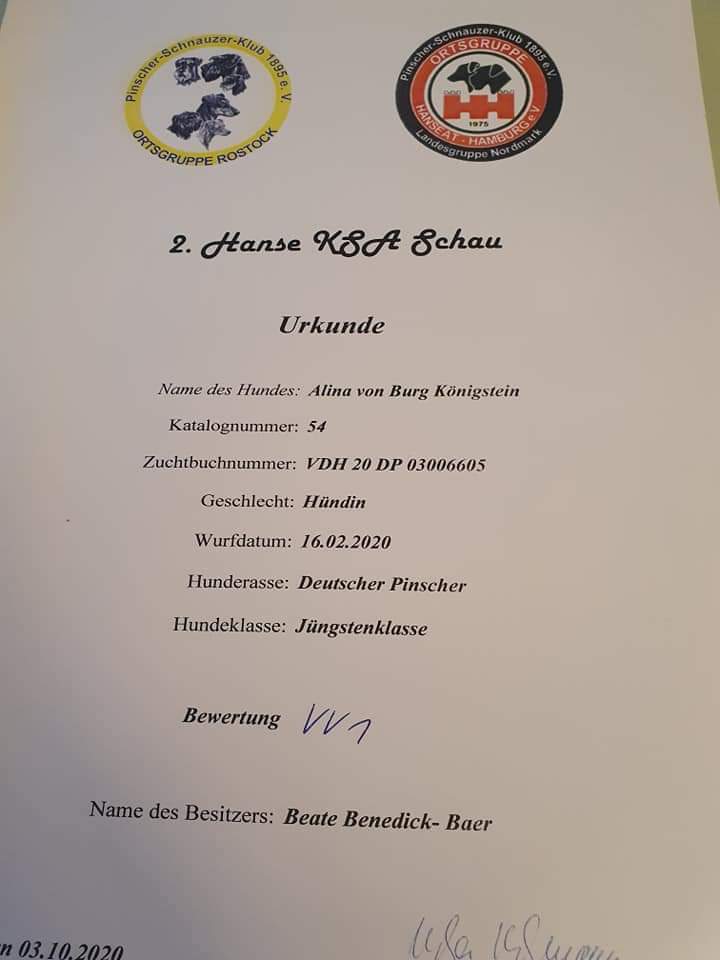 Pinscher-Schnauzer-Klub 1895 e. V.
ORTSGRUPPE ROSTOCK
Pinscher-Schnauzer-Klub 1895 e.V.
ORTSGRUPPE
1975
HANSEAT - HAMBURG e V
Landesgruppe Nordmark
2. Hanse KSA Schau
Urkunde
Name des Hundes: Alina von Burg Königstein
Katalognummer: 54
Zuchtbuchnummer: VDH 20 DP 03006605
Geschlecht: Hündin
Wurfdatum: 16.02.2020
Hunderasse: Deutscher Pinscher
Hundeklasse: Jüngstenklasse
Bewertung VV1
Name des Besitzers: Beate Benedick- Baer
03.10.2020